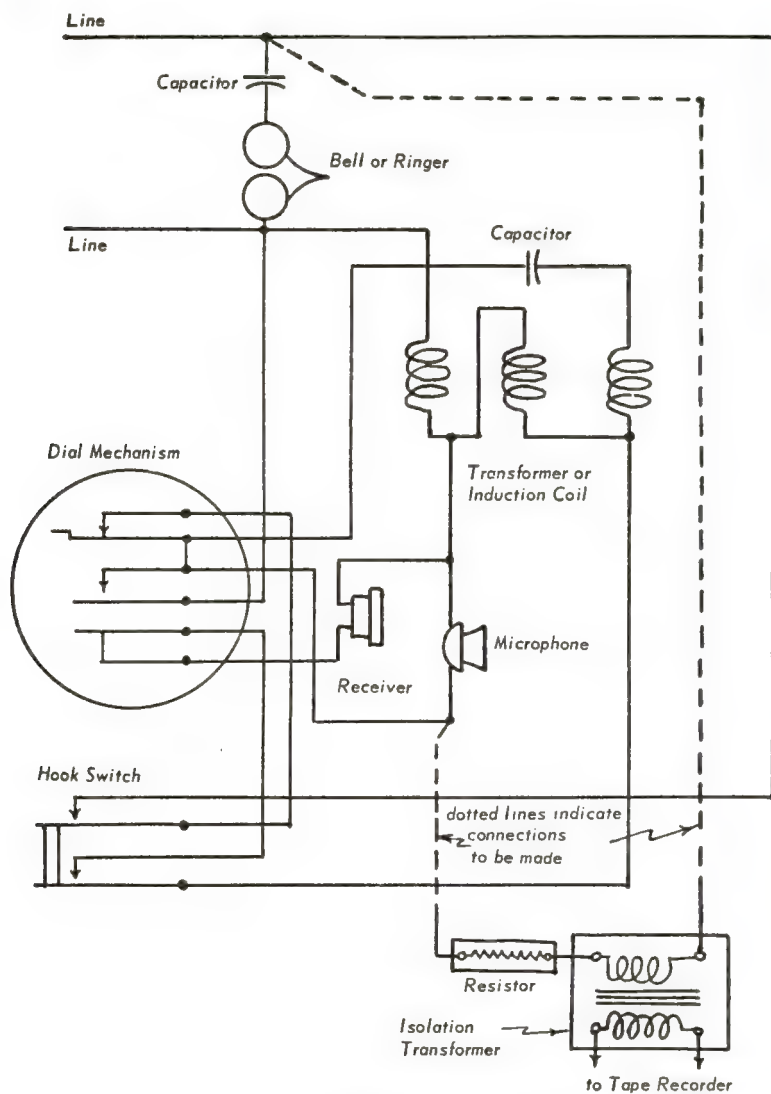 Line
Capacitor
Bell or Ringer
Line
Capacitor
Dial Mechanism
Transformer or
Induction Coil
Microphone
Receiver
Hook Switch
dotted lines indicate
connections
to be made
Resistor
Isolation
Transformer
to Tape Recorder